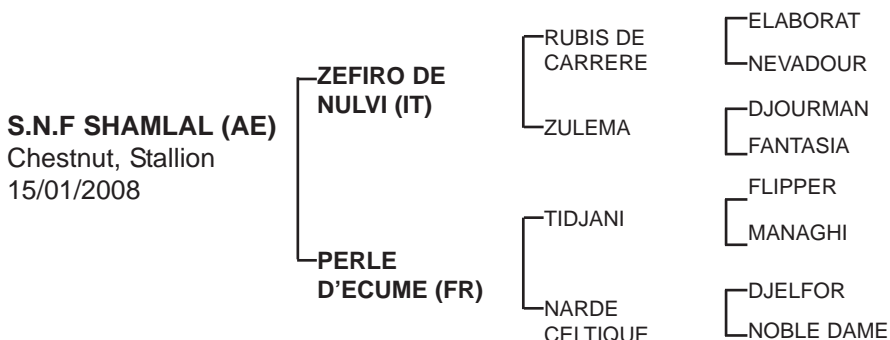 S.N.F SHAMLAL (AE)
Chestnut, Stallion
15/01/2008
ZEFIRO DE
NULVI (IT)
PERLE
D'ECUME (FR)
RUBIS DE
CARRERE
ZULEMA
TIDJANI
NARDE
CELTIQUE
ELABORAT
NEVADOUR
DJOURMAN
FANTASIA
FLIPPER
MANAGHI
DJELFOR
NOBLE DAME